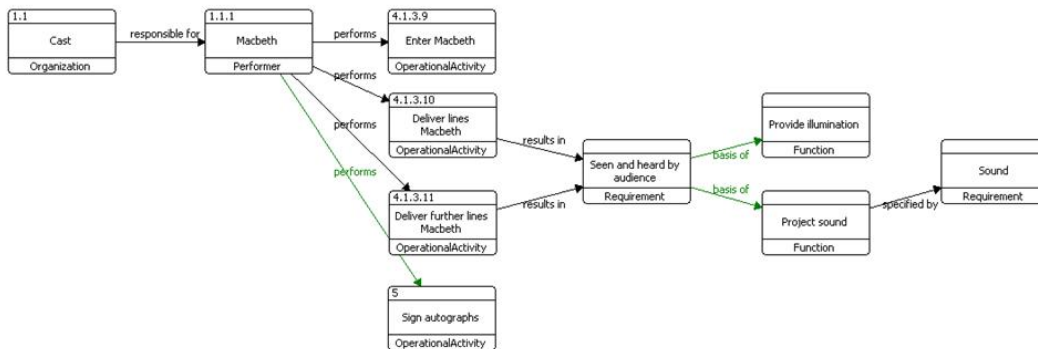 1.1
Cast
Organization
responsible for
1.1.1
Macbeth
Performer
performs
4.1.3.9
Enter Macbeth
OperationalActivity
performs
4.1.3.10
Deliver lines
Macbeth
OperationalActivity
performs
4.1.3.11
Deliver further lines
Macbeth
OperationalActivity
performs
5
Sign autographs
OperationalActivity
results in
results in
Seen and heard by
audience
Requirement
basis of
Provide illumination
Function
basis of
Project sound
Function
specified by
Sound
Requirement